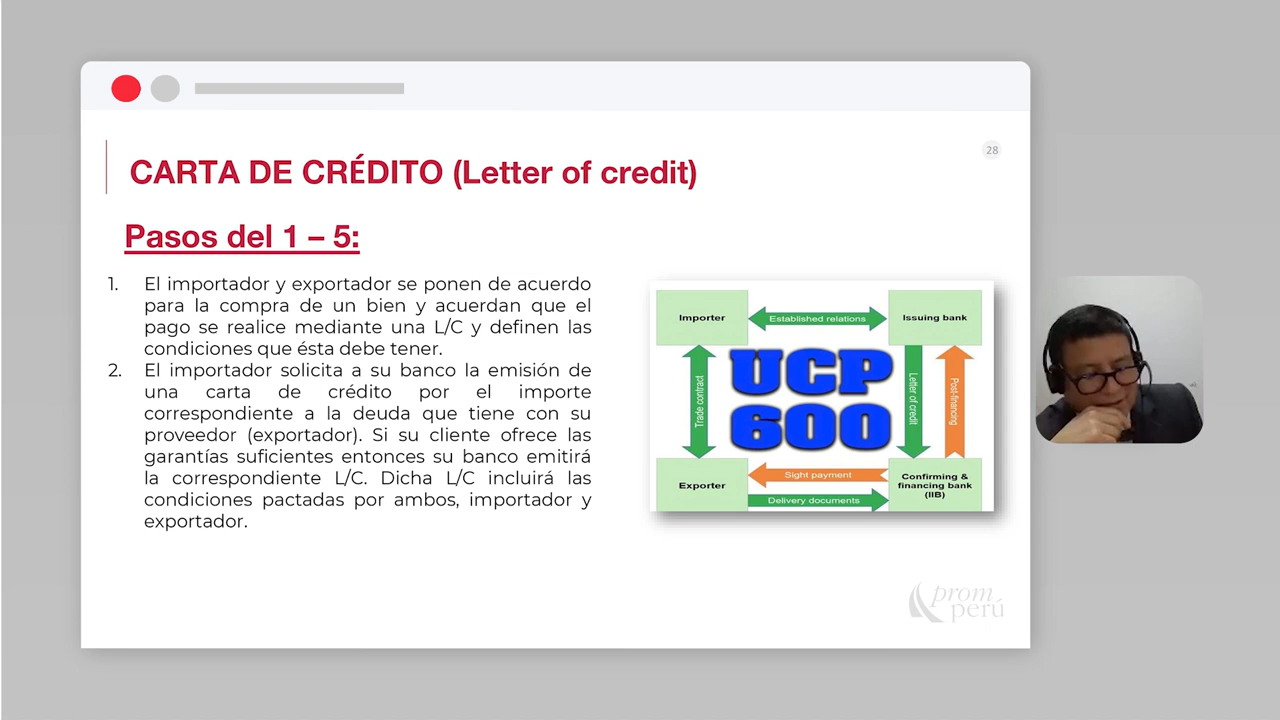 28
CARTA DE CRÉDITO (Letter of credit)
Pasos del 1 – 5:
1. El importador y exportador se ponen de acuerdo
para la compra de un bien y acuerdan que el
pago se realice mediante una L/C y definen las
condiciones que ésta debe tener.
2. El importador solicita a su banco la emisión de
una carta de crédito por el importe
correspondiente a la deuda que tiene con su
proveedor (exportador). Si su cliente ofrece las
garantías suficientes entonces su banco emitirá
la correspondiente L/C. Dicha L/C incluirá las
condiciones pactadas por ambos, importador y
exportador.
Importer
Established relations
Issuing bank
Trade contract
UCP
600
Letter of credit
Post-financing
Exporter
Sight payment
Delivery documents
Confirming &
financing bank
(IIB)
prom
perú